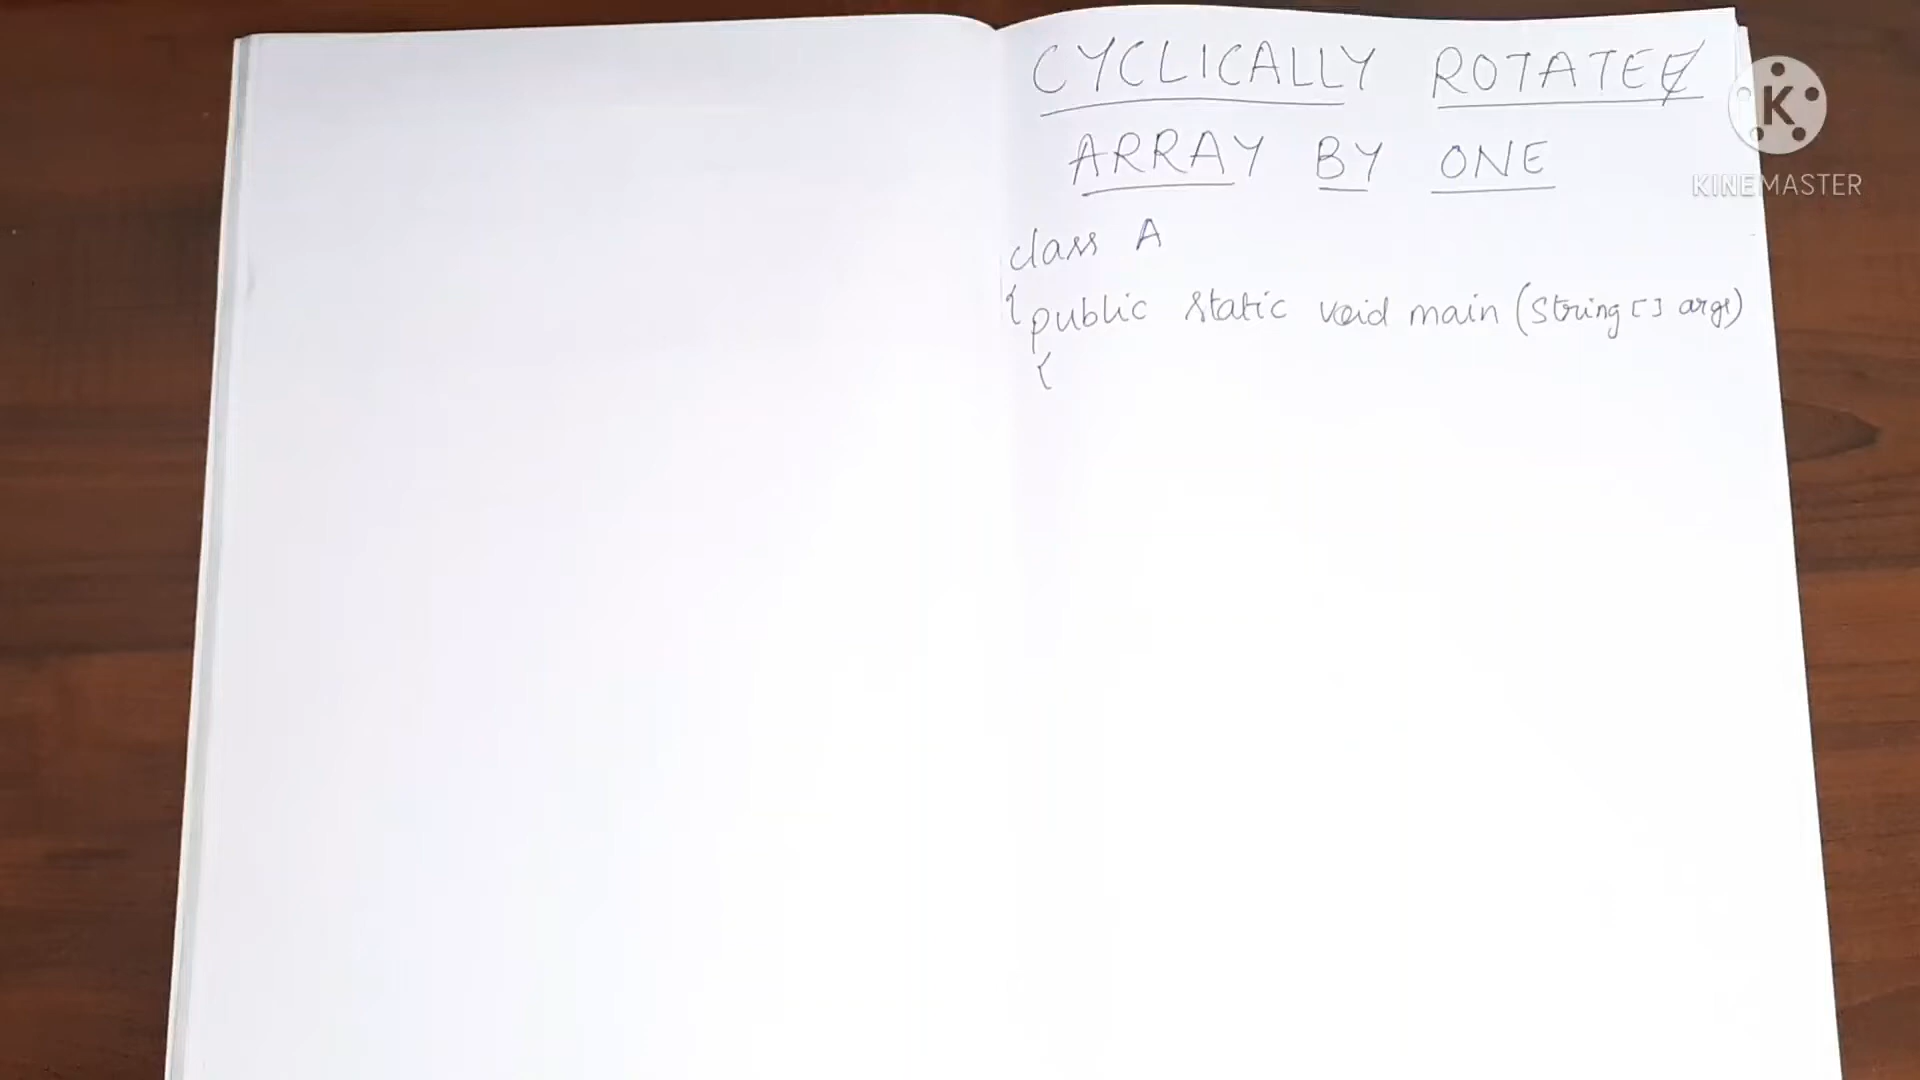 CYCLICALLY ROTATE
ARRAY BY ONE
class A
{ public static void main (String [] args)
{
K
KINEMASTER